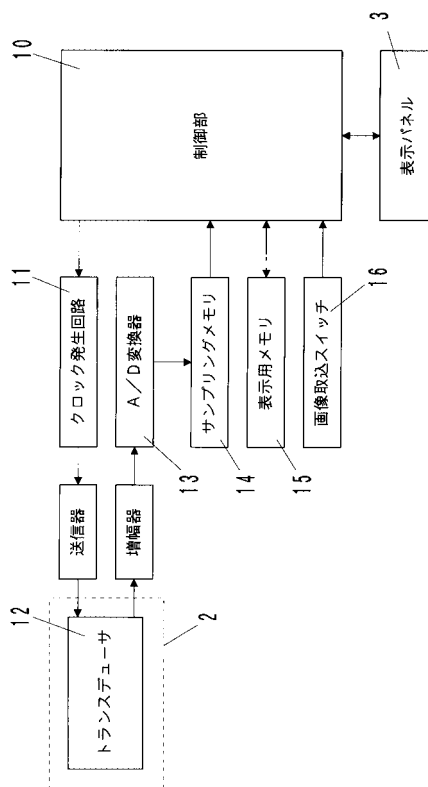 10
制御部
3
表示パネル
11
クロック発生回路
A/D変換器
13
サンプリングメモリ
14
表示用メモリ
15
画像取込スイッチ
16
送信器
増幅器
12
トランスデューサ
2